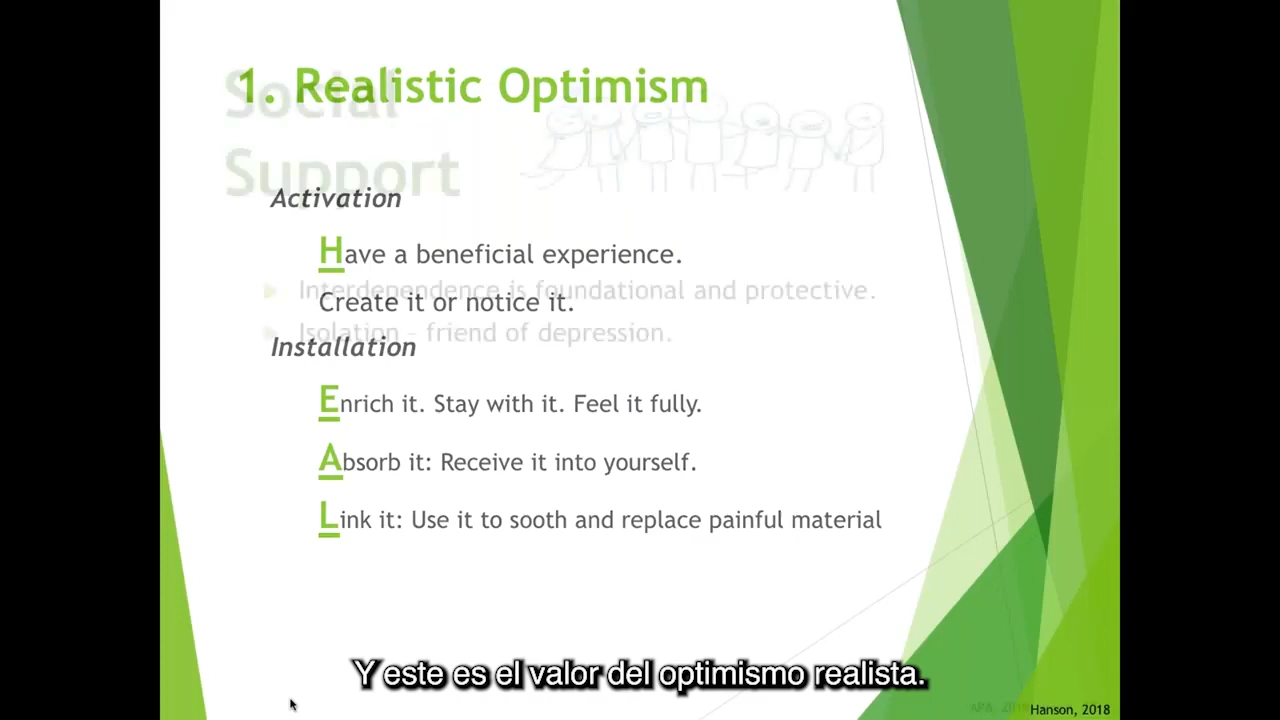 1. Realistic Optimism
Social
Support
Activation
Have a beneficial experience.
Interdependence is foundational and protective.
Create it or notice it.
Isolation – friend of depression.
Installation
Enrich it. Stay with it. Feel it fully.
Absorb it: Receive it into yourself.
Link it: Use it to sooth and replace painful material
Y este es el valor del optimismo realista.
Hanson, 2018